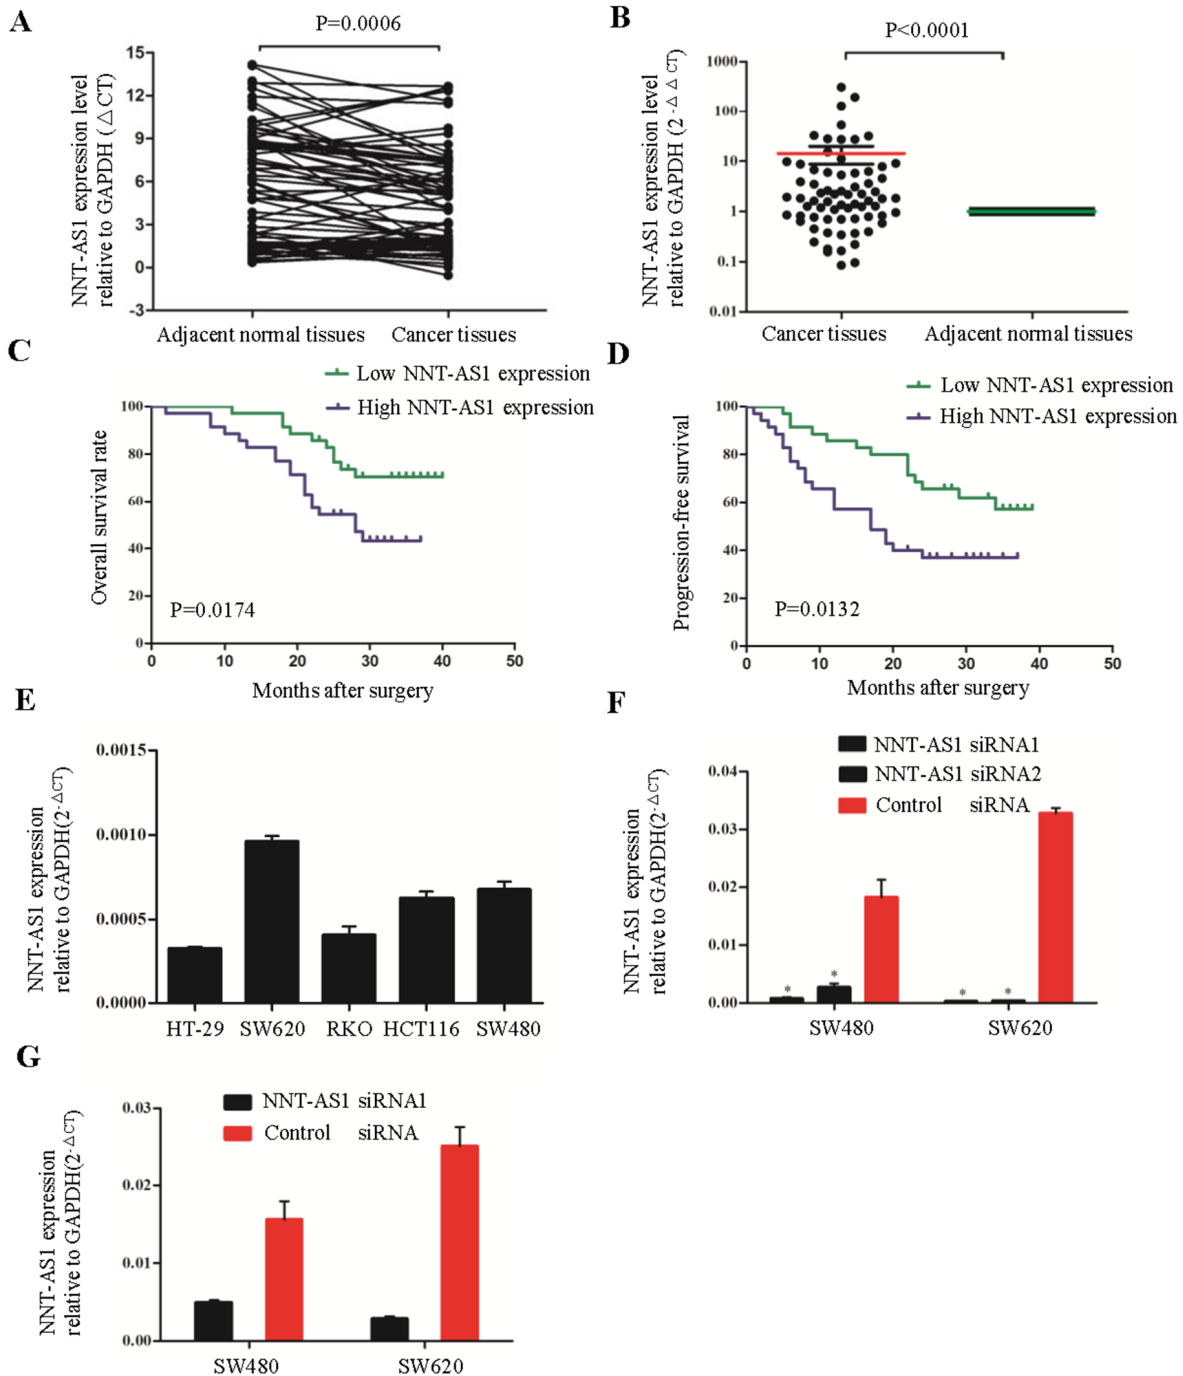 A
P=0.0006
NNT-AS1 expression level
relative to GAPDH (△CT)
15
12
9
6
3
0
-3
Adjacent normal tissues
Cancer tissues
B
P<0.0001
NNT-AS1 expression level
relative to GAPDH (2-△△CT)
1000
100
10
1
0.1
0.01
Cancer tissues
Adjacent normal tissues
C
Low NNT-AS1 expression
High NNT-AS1 expression
Overall survival rate
100
80
60
40
20
0
P=0.0174
0 10 20 30 40 50
Months after surgery
D
Low NNT-AS1 expression
High NNT-AS1 expression
Progression-free survival
100
80
60
40
20
0
P=0.0132
0 10 20 30 40 50
Months after surgery
E
NNT-AS1 expression
relative to GAPDH(2-△CT)
0.0015
0.0010
0.0005
0.0000
HT-29 SW620 RKO HCT116 SW480
F
NNT-AS1 siRNA1
NNT-AS1 siRNA2
Control siRNA
NNT-AS1 expression
relative to GAPDH(2-△CT)
0.04
0.03
0.02
0.01
0.00
* * * *
SW480 SW620
G
NNT-AS1 siRNA1
Control siRNA
NNT-AS1 expression
relative to GAPDH(2-△CT)
0.03
0.02
0.01
0.00
SW480 SW620